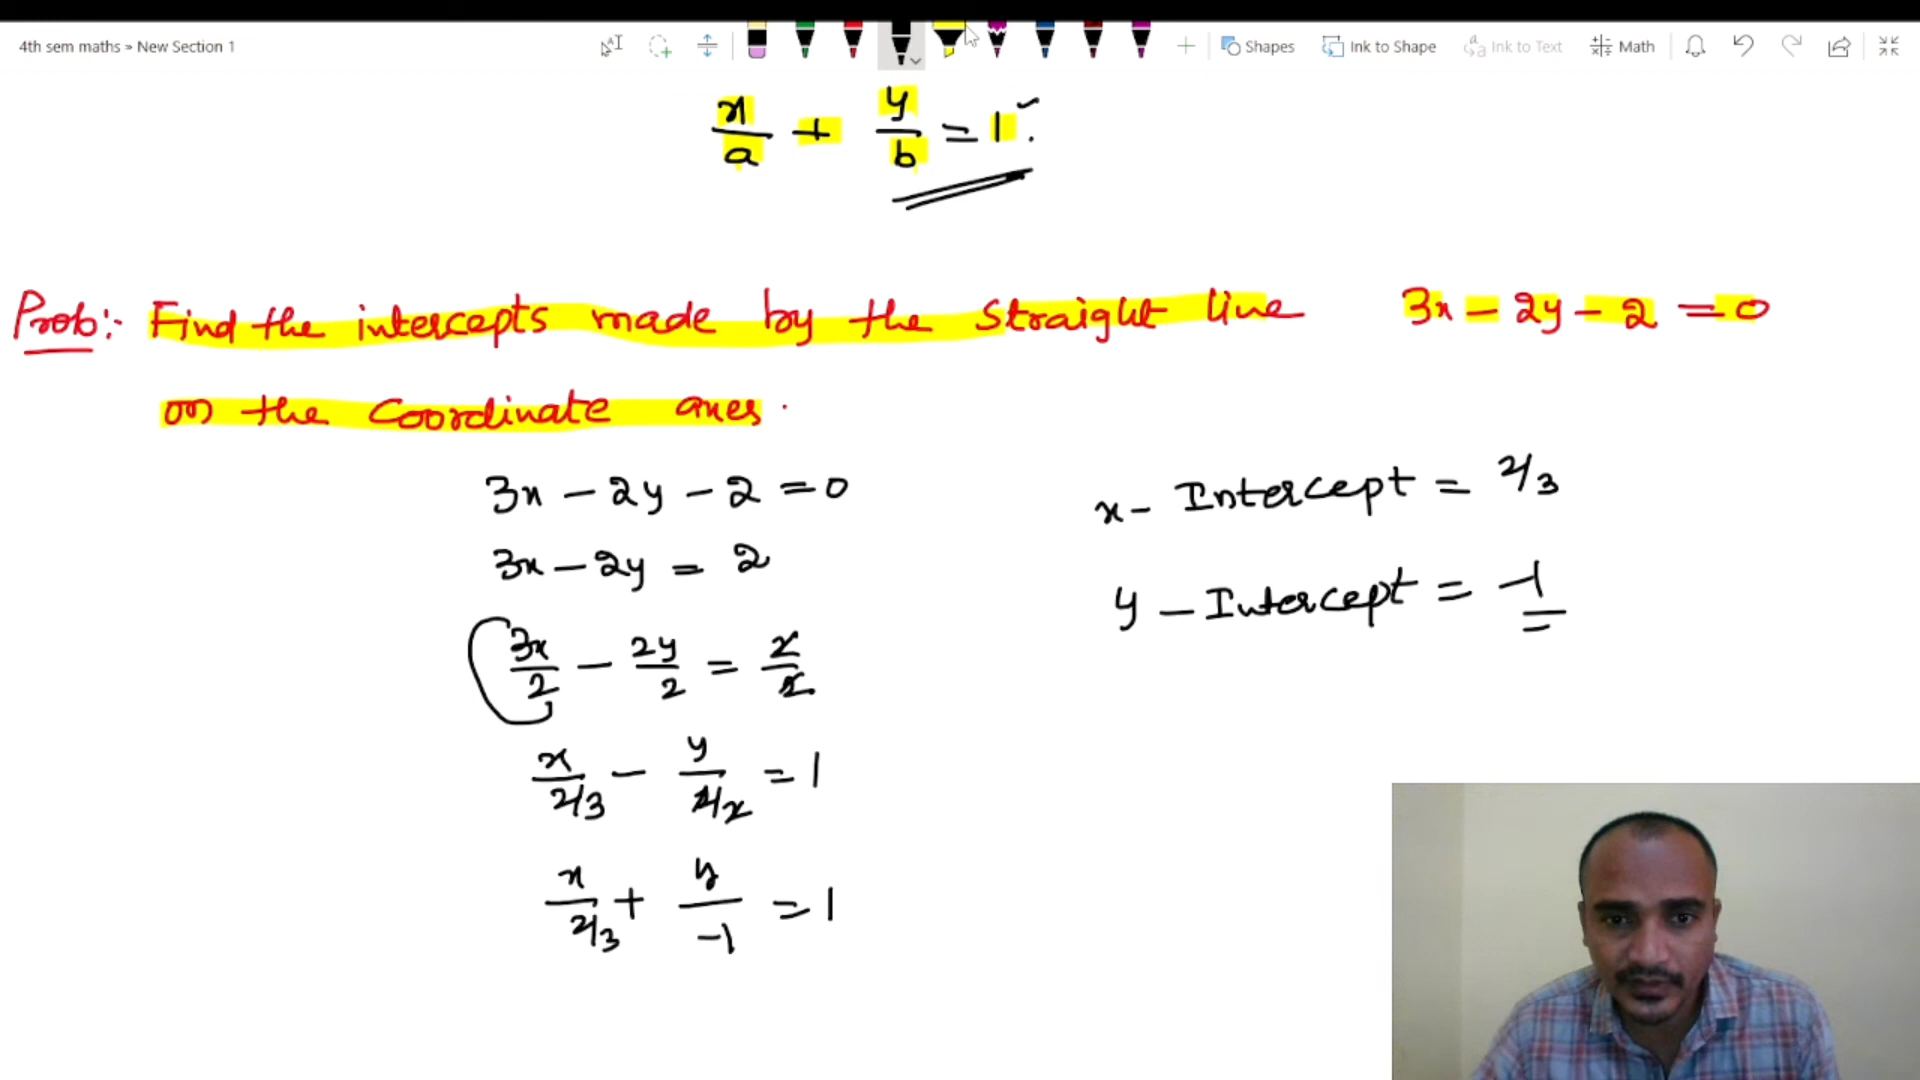 4th sem maths » New Section 1
Shapes Ink to Shape Ink to Text Math
x/a + y/b = 1.
Prob:- Find the intercepts made by the straight line 3x - 2y - 2 = 0
on the coordinate axes.
3x - 2y - 2 = 0
3x - 2y = 2
3x/2 - 2y/2 = 2/2
x/2/3 - y/2/2 = 1
x/2/3 + y/-1 = 1
x - Intercept = 2/3
y - Intercept = -1